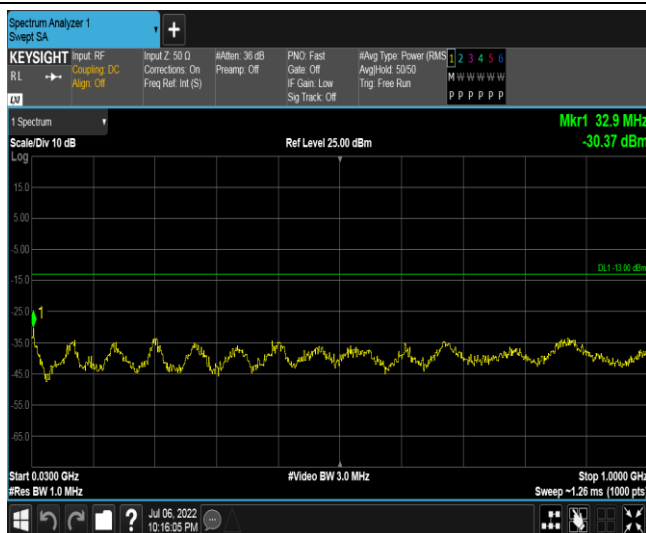 Spectrum Analyzer 1
Swept SA
+
KEYSIGHT
RL
LXI
Input: RF
Coupling: DC
Align: Off
Input Z: 50 Ω
Corrections: On
Freq Ref: Int (S)
#Atten: 36 dB
Preamp: Off
PNO: Fast
Gate: Off
IF Gain: Low
Sig Track: Off
#Avg Type: Power (RMS
Avg|Hold: 50/50
Trig: Free Run
1 2 3 4 5 6
M W W W W W
P P P P P P
1 Spectrum
Scale/Div 10 dB
Ref Level 25.00 dBm
Mkr1 32.9 MHz
-30.37 dBm
Log
15.0
5.00
-5.00
DL1 -13.00 dBm
-15.0
-25.0
1
-35.0
-45.0
-55.0
-65.0
Start 0.0300 GHz
#Video BW 3.0 MHz
Stop 1.0000 GHz
#Res BW 1.0 MHz
Sweep ~1.26 ms (1000 pts)
?
Jul 06, 2022
10:16:05 PM